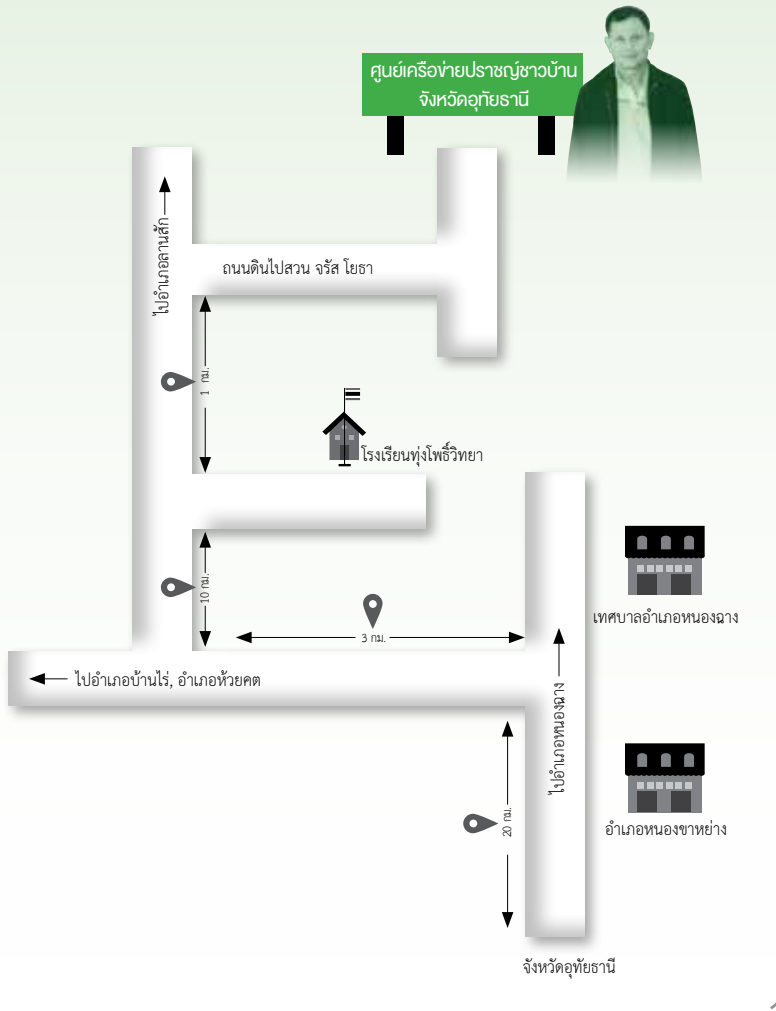 ศูนย์เครือข่ายปราชญ์ชาวบ้าน
จังหวัดอุทัยธานี
ไปอำเภอลานสัก
ถนนดินไปสวน จรัส โยธา
1 กม.
โรงเรียนทุ่งโพธิ์วิทยา
10 กม.
3 กม.
เทศบาลอำเภอหนองฉาง
ไปอำเภอบ้านไร่, อำเภอห้วยคต
ไปอำเภอหนองฉาง
20 กม.
อำเภอหนองขาหย่าง
จังหวัดอุทัยธานี